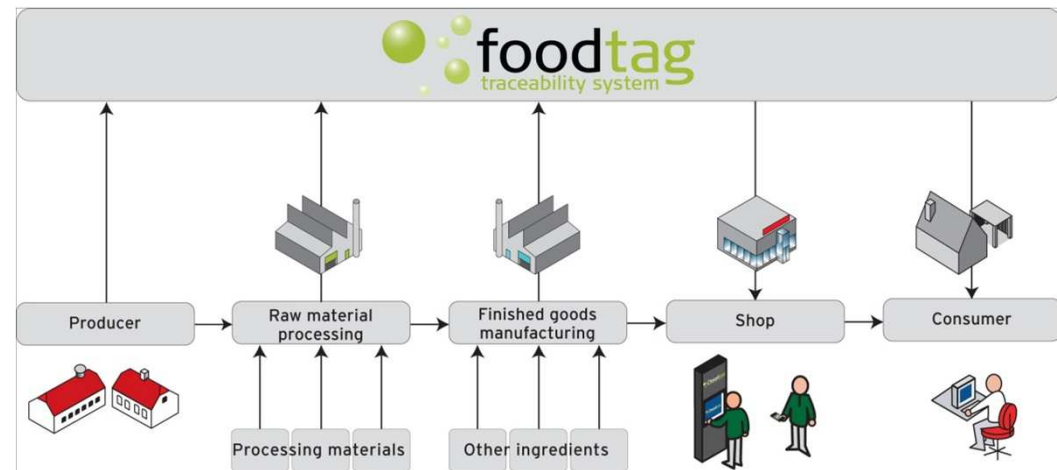 foodtag
traceability system
Producer
Raw material
processing
Finished goods
manufacturing
Shop
Consumer
Processing materials
Other ingredients